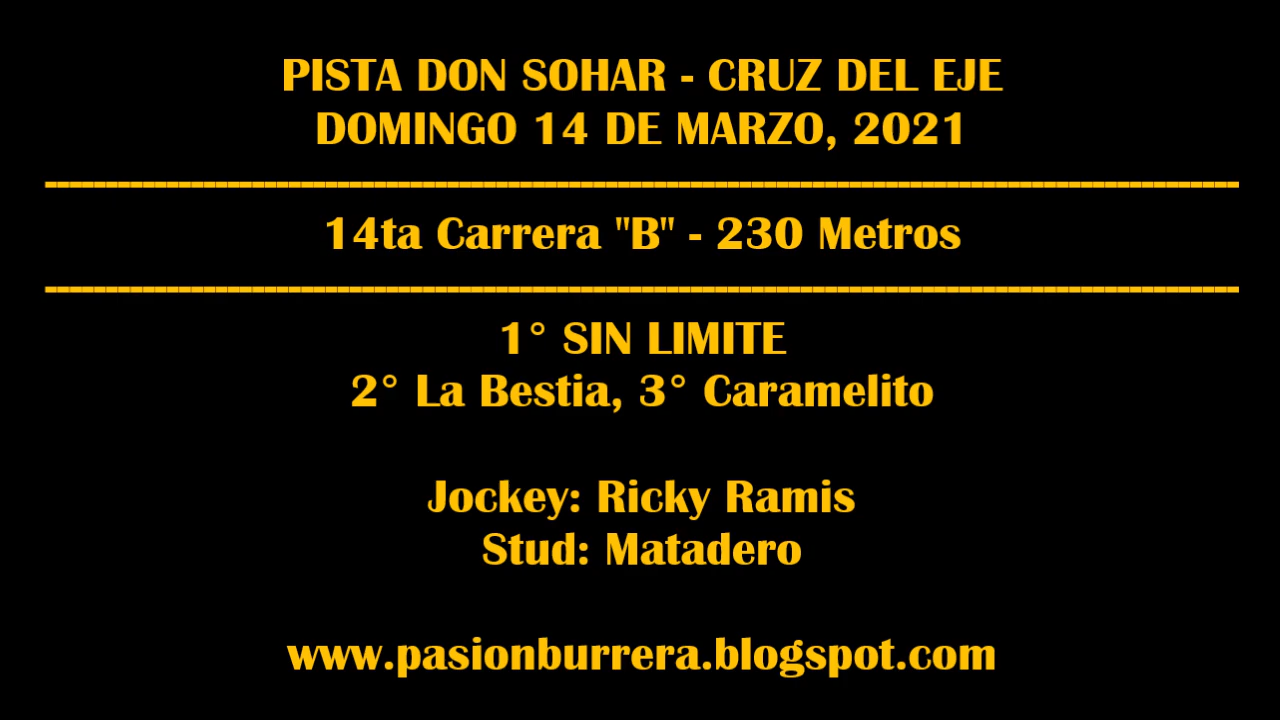 PISTA DON SOHAR - CRUZ DEL EJE
DOMINGO 14 DE MARZO, 2021
14ta Carrera "B" - 230 Metros
1° SIN LIMITE
2° La Bestia, 3° Caramelito
Jockey: Ricky Ramis
Stud: Matadero
www.pasionburrera.blogspot.com